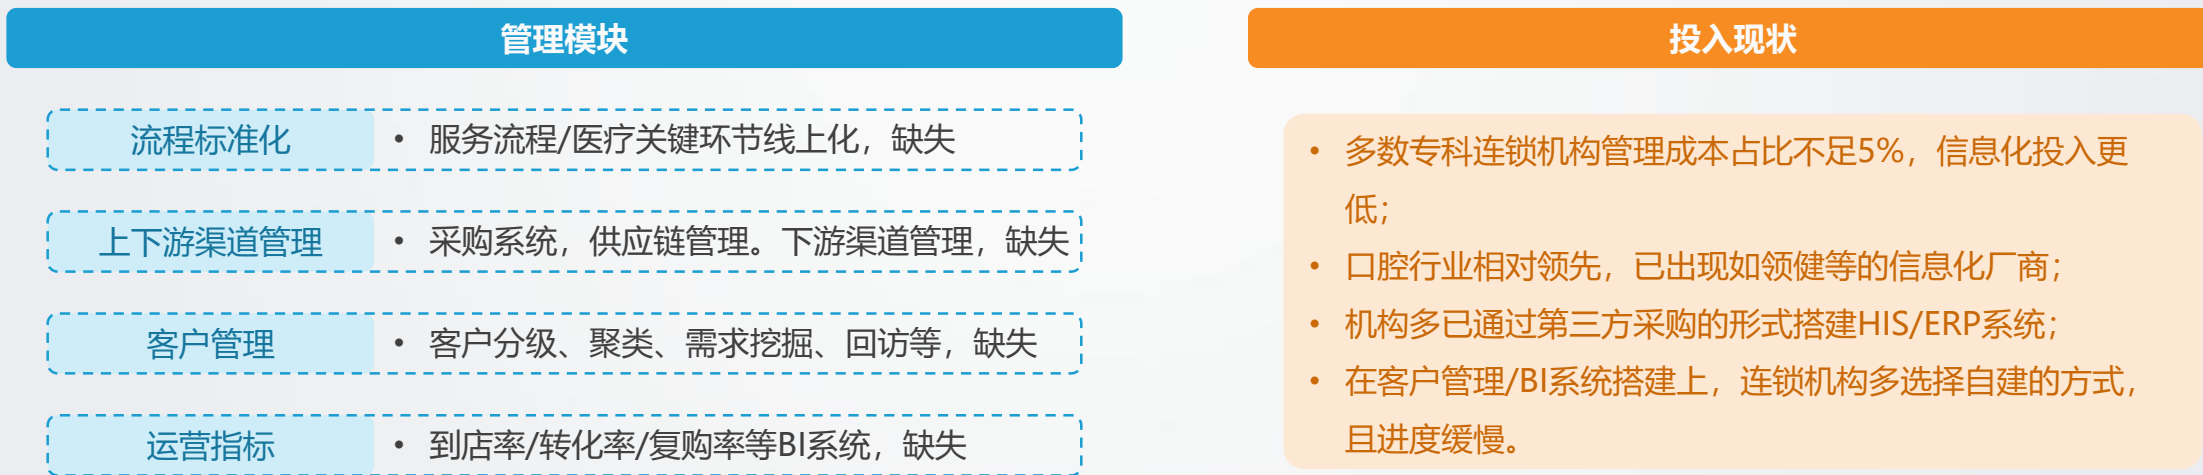 管理模块
流程标准化
• 服务流程/医疗关键环节线上化，缺失
上下游渠道管理
• 采购系统，供应链管理。下游渠道管理，缺失
客户管理
• 客户分级、聚类、需求挖掘、回访等，缺失
运营指标
• 到店率/转化率/复购率等BI系统，缺失
投入现状
• 多数专科连锁机构管理成本占比不足5%，信息化投入更
低；
• 口腔行业相对领先，已出现如领健等的信息化厂商；
• 机构多已通过第三方采购的形式搭建HIS/ERP系统；
• 在客户管理/BI系统搭建上，连锁机构多选择自建的方式，
且进度缓慢。